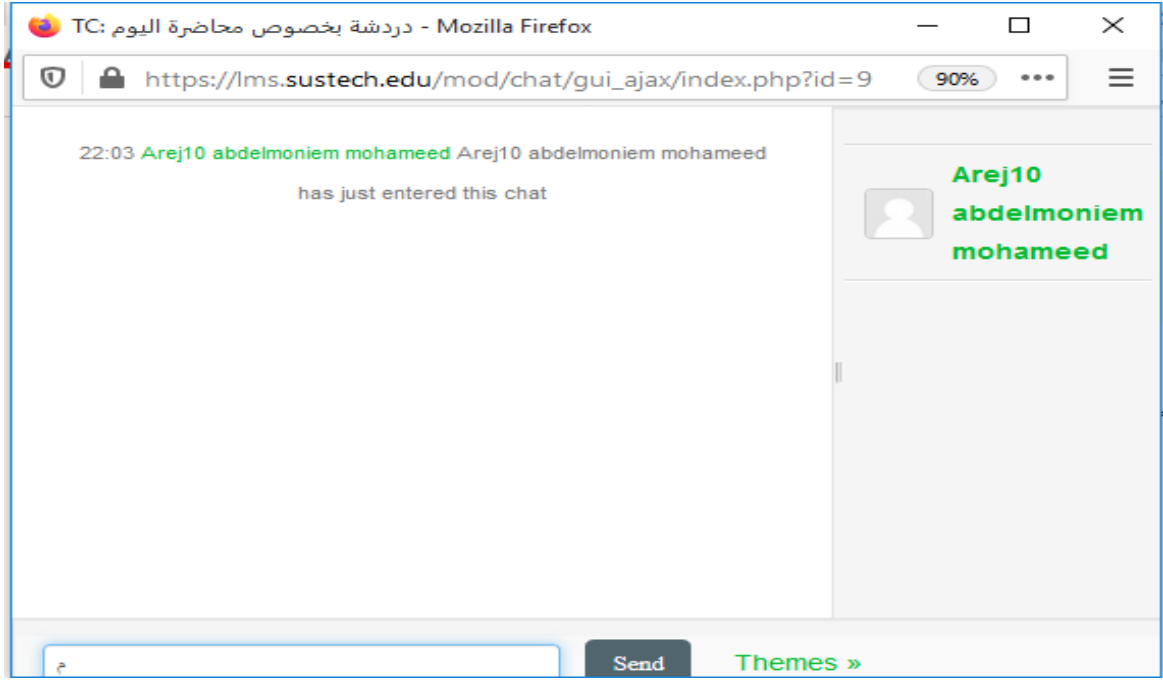 TC: دردشة بخصوص محاضرة اليوم - Mozilla Firefox
https://lms.sustech.edu/mod/chat/gui_ajax/index.php?id=9 90%
22:03 Arej10 abdelmoniem mohameed Arej10 abdelmoniem mohameed
has just entered this chat
Arej10
abdelmoniem
mohameed
م Send Themes »